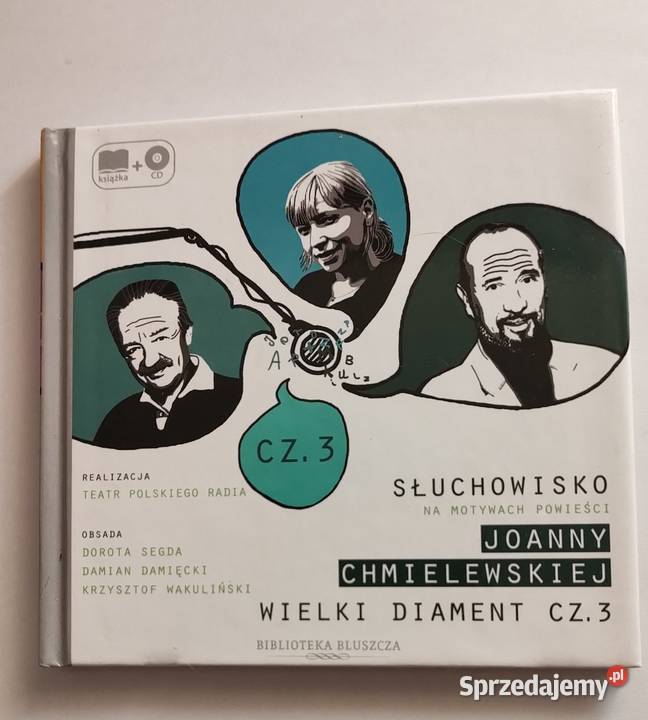 książka
+
CD
CZ. 3
REALIZACJA
TEATR POLSKIEGO RADIA
OBSADA
DOROTA SEGDA
DAMIAN DAMIĘCKI
KRZYSZTOF WAKULIŃSKI
SŁUCHOWISKO
NA MOTYWACH POWIEŚCI
JOANNY
CHMIELEWSKIEJ
WIELKI DIAMENT CZ.3
BIBLIOTEKA BLUSZCZA
Sprzedajemy.pl